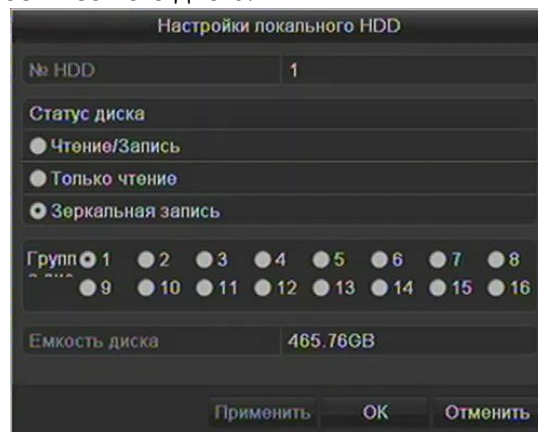 Настройки локального HDD
№ HDD 1
Статус диска
Чтение/Запись
Только чтение
Зеркальная запись
Групп 1 2 3 4 5 6 7 8
9 10 11 12 13 14 15 16
Емкость диска 465.76GB
Применить OK Отменить